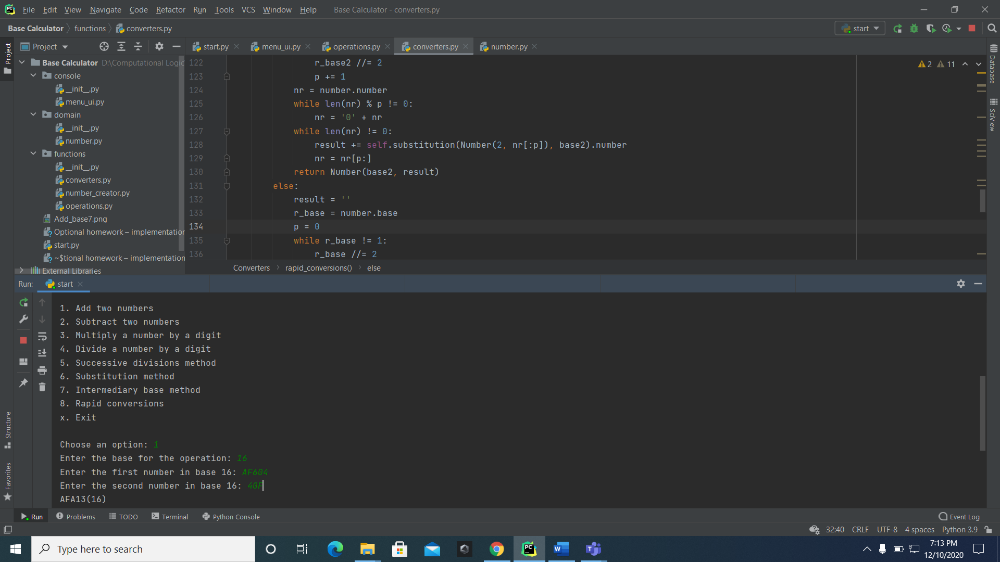 File Edit View Navigate Code Refactor Run Tools VCS Window Help Base Calculator - converters.py
Base Calculator functions converters.py start
Project start.py menu_ui.py operations.py converters.py number.py
Project
Base Calculator D:\Computational Logic
console
__init__.py
menu_ui.py
domain
__init__.py
number.py
functions
__init__.py
converters.py
number_creator.py
operations.py
Add_base7.png
Optional homework – implementation
start.py
~$tional homework – implementation
External Libraries
122 r_base2 //= 2
123 p += 1
124 nr = number.number
125 while len(nr) % p != 0:
126 nr = '0' + nr
127 while len(nr) != 0:
128 result += self.substitution(Number(2, nr[:p]), base2).number
129 nr = nr[p:]
130 return Number(base2, result)
131 else:
132 result = ''
133 r_base = number.base
134 p = 0
135 while r_base != 1:
136 r_base //= 2
2 11
Database
SciView
Converters rapid_conversions() else
Run: start
1. Add two numbers
2. Subtract two numbers
3. Multiply a number by a digit
4. Divide a number by a digit
5. Successive divisions method
6. Substitution method
7. Intermediary base method
8. Rapid conversions
x. Exit
Choose an option: 1
Enter the base for the operation: 16
Enter the first number in base 16: AF604
Enter the second number in base 16: 40F
AFA13(16)
Structure
Favorites
Run Problems TODO Terminal Python Console Event Log
32:40 CRLF UTF-8 4 spaces Python 3.9
Type here to search
7:13 PM
12/10/2020